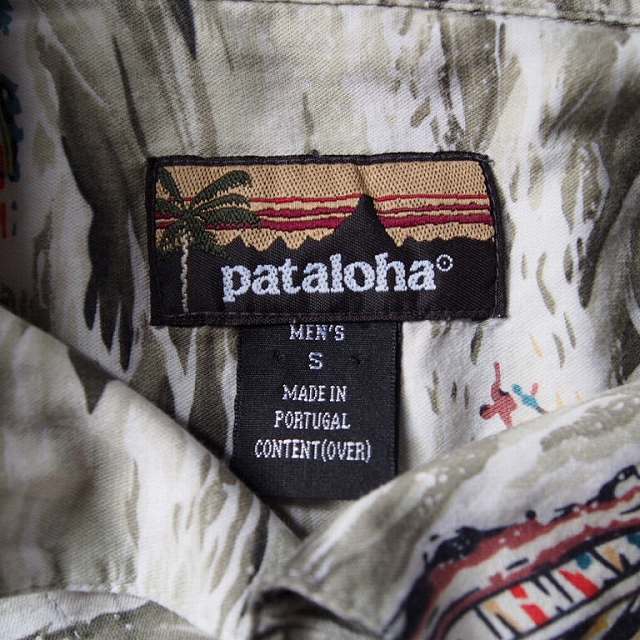 pataloha®
MEN'S
S
MADE IN
PORTUGAL
CONTENT(OVER)